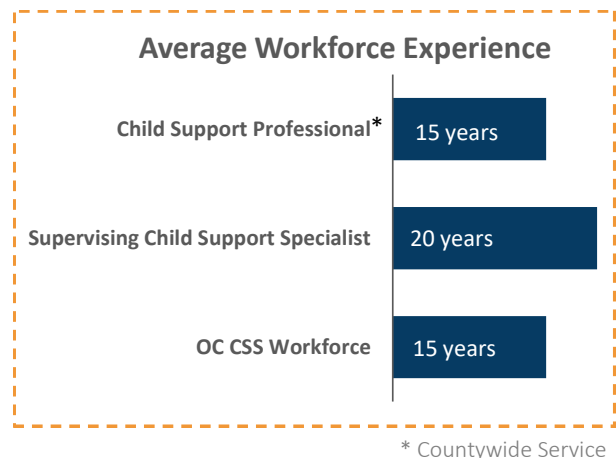 Average Workforce Experience
Child Support Professional* 15 years
Supervising Child Support Specialist 20 years
OC CSS Workforce 15 years
* Countywide Service